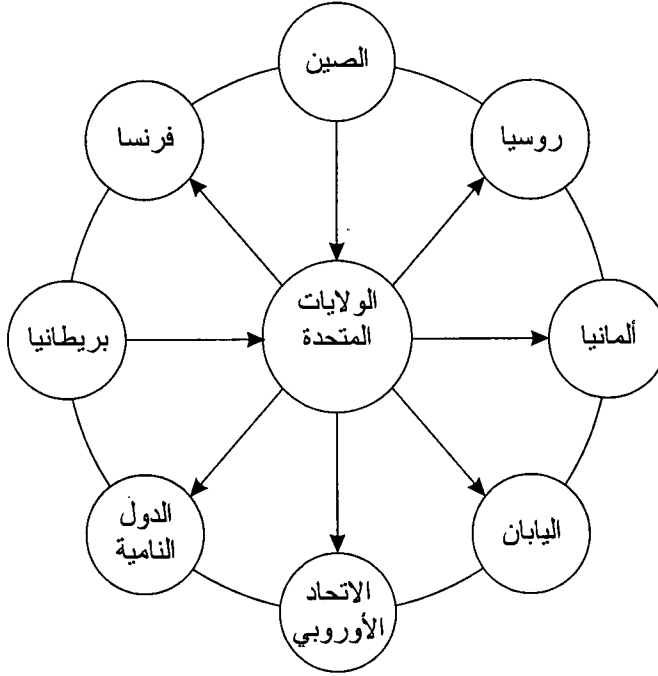 الصين
فرنسا
روسيا
الولايات
المتحدة
بريطانيا
ألمانيا
الدول
النامية
اليابان
الاتحاد
الأوروبي